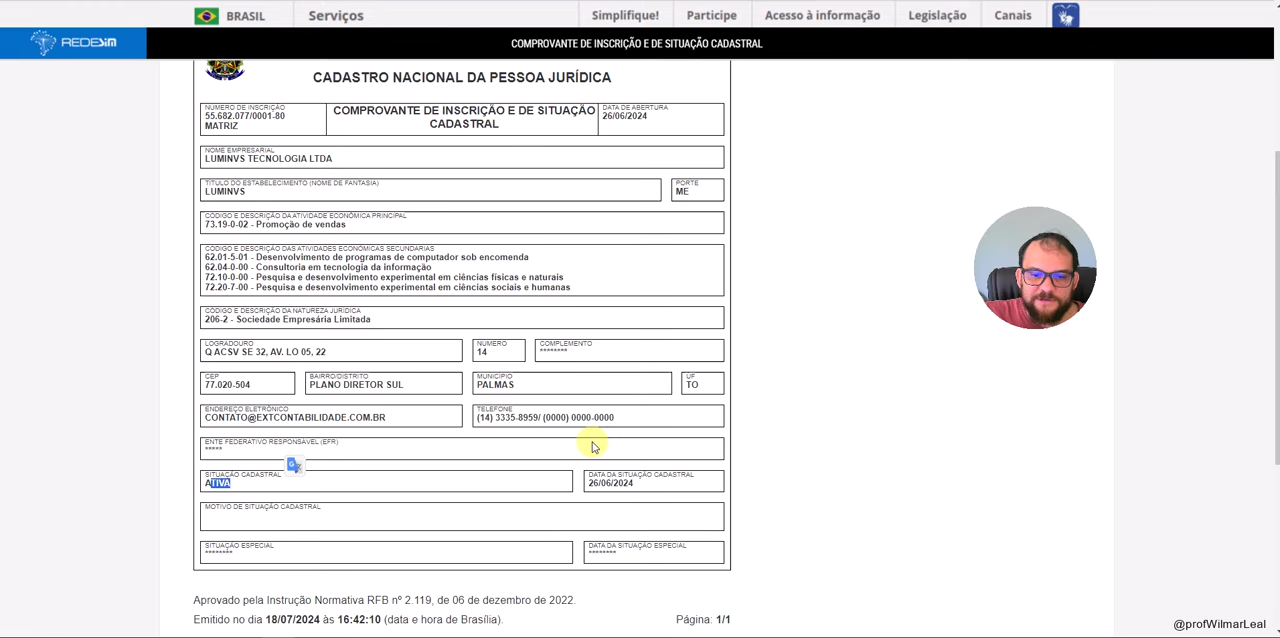 BRASIL Serviços Simplifique! Participe Acesso à informação Legislação Canais
REDESIM COMPROVANTE DE INSCRIÇÃO E DE SITUAÇÃO CADASTRAL
CADASTRO NACIONAL DA PESSOA JURÍDICA
NÚMERO DE INSCRIÇÃO
55.682.077/0001-80
MATRIZ
COMPROVANTE DE INSCRIÇÃO E DE SITUAÇÃO
CADASTRAL
DATA DE ABERTURA
26/06/2024
NOME EMPRESARIAL
LUMINVS TECNOLOGIA LTDA
TÍTULO DO ESTABELECIMENTO (NOME DE FANTASIA)
LUMINVS
PORTE
ME
CÓDIGO E DESCRIÇÃO DA ATIVIDADE ECONÔMICA PRINCIPAL
73.19-0-02 - Promoção de vendas
CÓDIGO E DESCRIÇÃO DAS ATIVIDADES ECONÔMICAS SECUNDÁRIAS
62.01-5-01 - Desenvolvimento de programas de computador sob encomenda
62.04-0-00 - Consultoria em tecnologia da informação
72.10-0-00 - Pesquisa e desenvolvimento experimental em ciências físicas e naturais
72.20-7-00 - Pesquisa e desenvolvimento experimental em ciências sociais e humanas
CÓDIGO E DESCRIÇÃO DA NATUREZA JURÍDICA
206-2 - Sociedade Empresária Limitada
LOGRADOURO
Q ACSV SE 32, AV. LO 05, 22
NÚMERO
14
COMPLEMENTO
********
CEP
77.020-504
BAIRRO/DISTRITO
PLANO DIRETOR SUL
MUNICÍPIO
PALMAS
UF
TO
ENDEREÇO ELETRÔNICO
CONTATO@EXTCONTABILIDADE.COM.BR
TELEFONE
(14) 3335-8959/ (0000) 0000-0000
ENTE FEDERATIVO RESPONSÁVEL (EFR)
*****
SITUAÇÃO CADASTRAL
ATIVA
DATA DA SITUAÇÃO CADASTRAL
26/06/2024
MOTIVO DE SITUAÇÃO CADASTRAL
SITUAÇÃO ESPECIAL
********
DATA DA SITUAÇÃO ESPECIAL
********
Aprovado pela Instrução Normativa RFB nº 2.119, de 06 de dezembro de 2022.
Emitido no dia 18/07/2024 às 16:42:10 (data e hora de Brasília). Página: 1/1
@profWilmarLeal